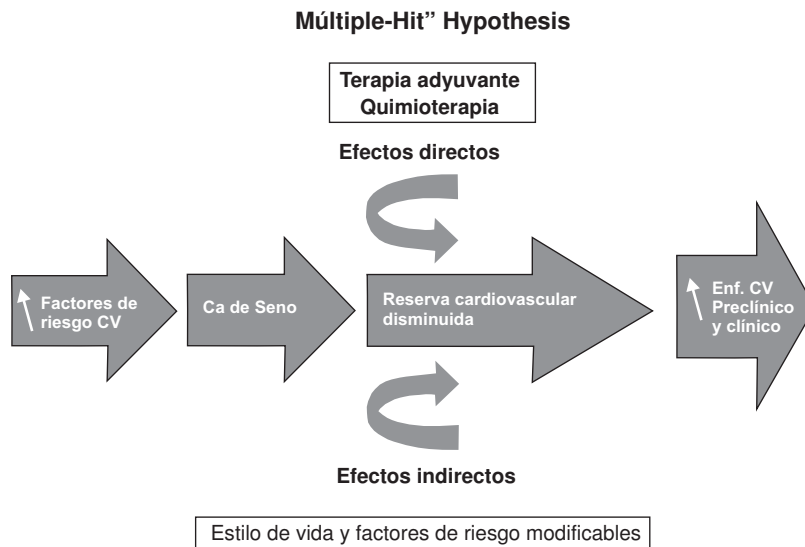 Múltiple-Hit” Hypothesis
Terapia adyuvante
Quimioterapia
Efectos directos
Factores de
riesgo CV
Ca de Seno
Reserva cardiovascular
disminuida
Enf. CV
Preclínico
y clínico
Efectos indirectos
Estilo de vida y factores de riesgo modificables